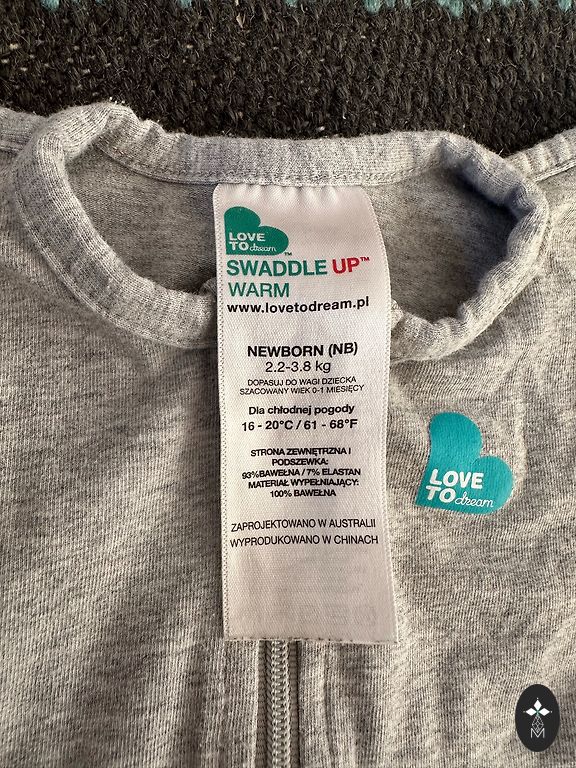 LOVE
TO dream™
SWADDLE UP™
WARM
www.lovetodream.pl
NEWBORN (NB)
2.2-3.8 kg
DOPASUJ DO WAGI DZIECKA
SZACOWANY WIEK 0-1 MIESIĘCY
Dla chłodnej pogody
16 - 20°C / 61 - 68°F
STRONA ZEWNĘTRZNA I
PODSZEWKA:
93%BAWEŁNA / 7% ELASTAN
MATERIAŁ WYPEŁNIAJĄCY:
100% BAWEŁNA
ZAPROJEKTOWANO W AUSTRALII
WYPRODUKOWANO W CHINACH
LOVE
TO dream
M